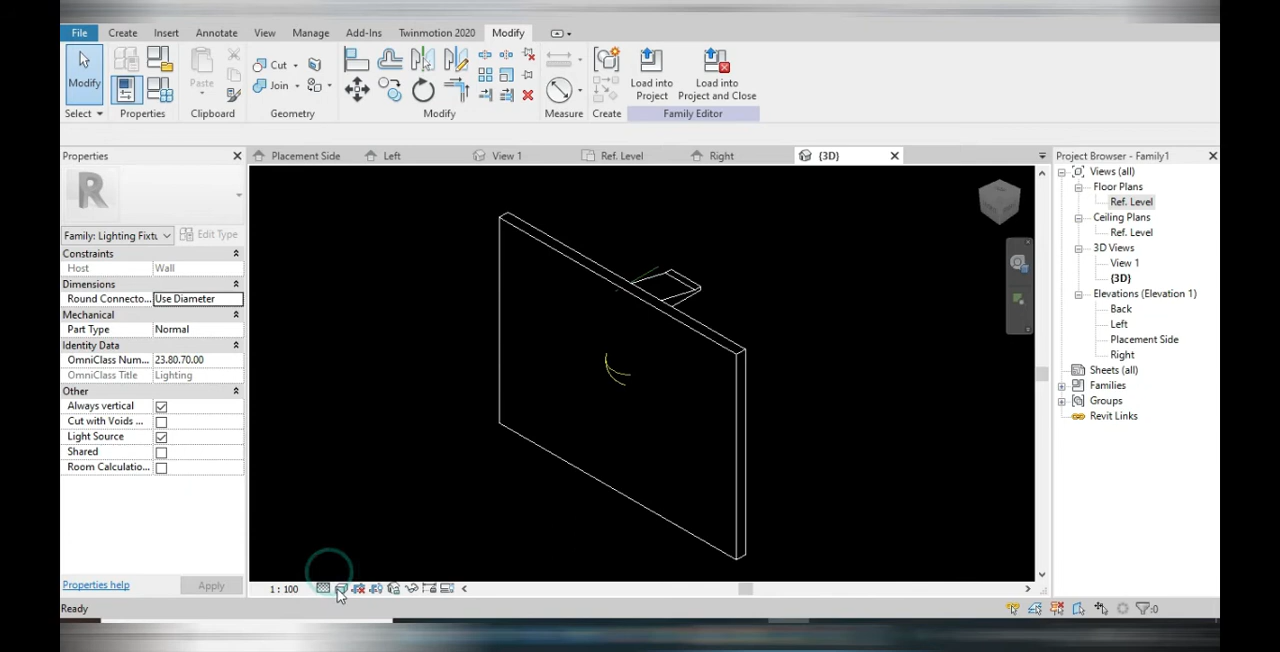 File Create Insert Annotate View Manage Add-Ins Twinmotion 2020 Modify
Modify Paste Cut Join Load into Project Load into Project and Close
Select Properties Clipboard Geometry Modify Measure Create Family Editor
Properties
Placement Side Left View 1 Ref. Level Right {3D}
Project Browser - Family1
R
Family: Lighting Fixtu Edit Type
Constraints
Host Wall
Dimensions
Round Connecto... Use Diameter
Mechanical
Part Type Normal
Identity Data
OmniClass Num... 23.80.70.00
OmniClass Title Lighting
Other
Always vertical
Cut with Voids ...
Light Source
Shared
Room Calculatio...
Properties help Apply
Views (all)
Floor Plans
Ref. Level
Ceiling Plans
Ref. Level
3D Views
View 1
{3D}
Elevations (Elevation 1)
Back
Left
Placement Side
Right
Sheets (all)
Families
Groups
Revit Links
1 : 100
Ready
:0